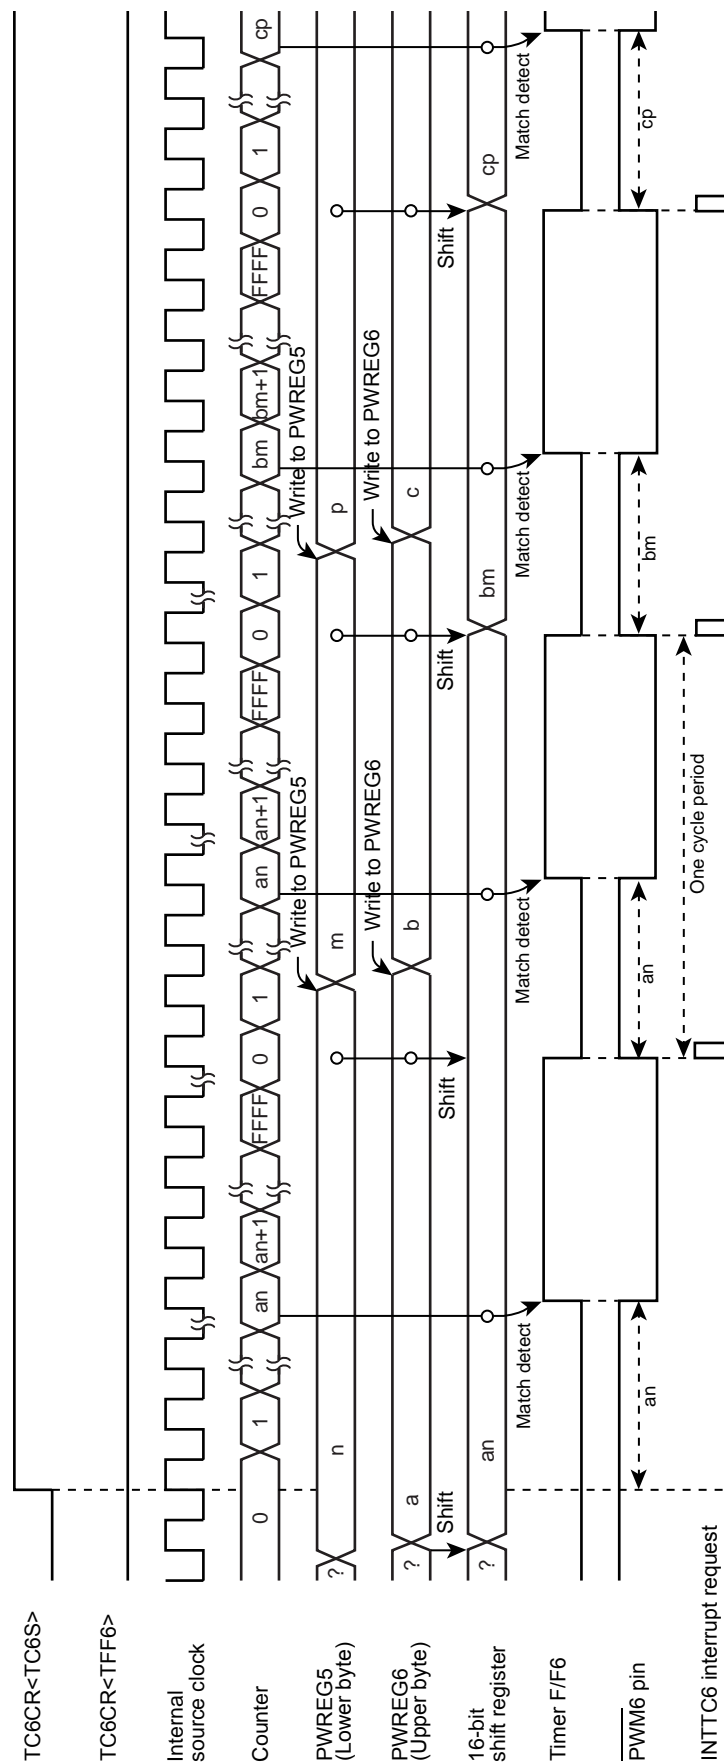 TC6CR<TC6S>
TC6CR<TFF6>
Internal
source clock
Counter
0
1
an
an+1
FFFF
0
1
an
an+1
FFFF
0
1
bm
bm+1
FFFF
0
1
cp
Write to PWREG5
Write to PWREG5
PWREG5
(Lower byte)
?
n
m
p
Write to PWREG6
Write to PWREG6
PWREG6
(Upper byte)
?
a
b
c
Shift
Shift
Shift
Shift
16-bit
shift register
?
an
bm
cp
Match detect
Match detect
Match detect
Match detect
Timer F/F6
PWM6 pin
an
an
bm
cp
One cycle period
INTTC6 interrupt request